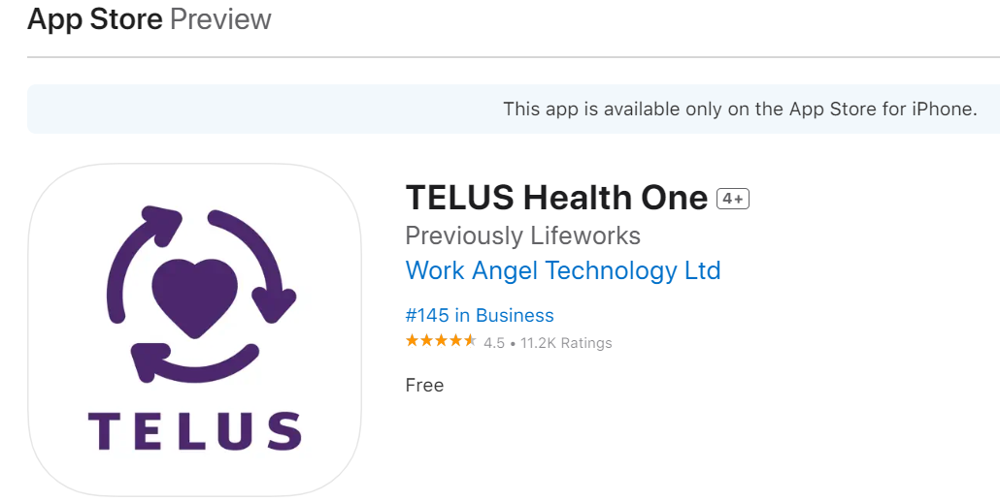 App Store Preview
This app is available only on the App Store for iPhone.
TELUS
TELUS Health One 4+
Previously Lifeworks
Work Angel Technology Ltd
#145 in Business
4.5 • 11.2K Ratings
Free